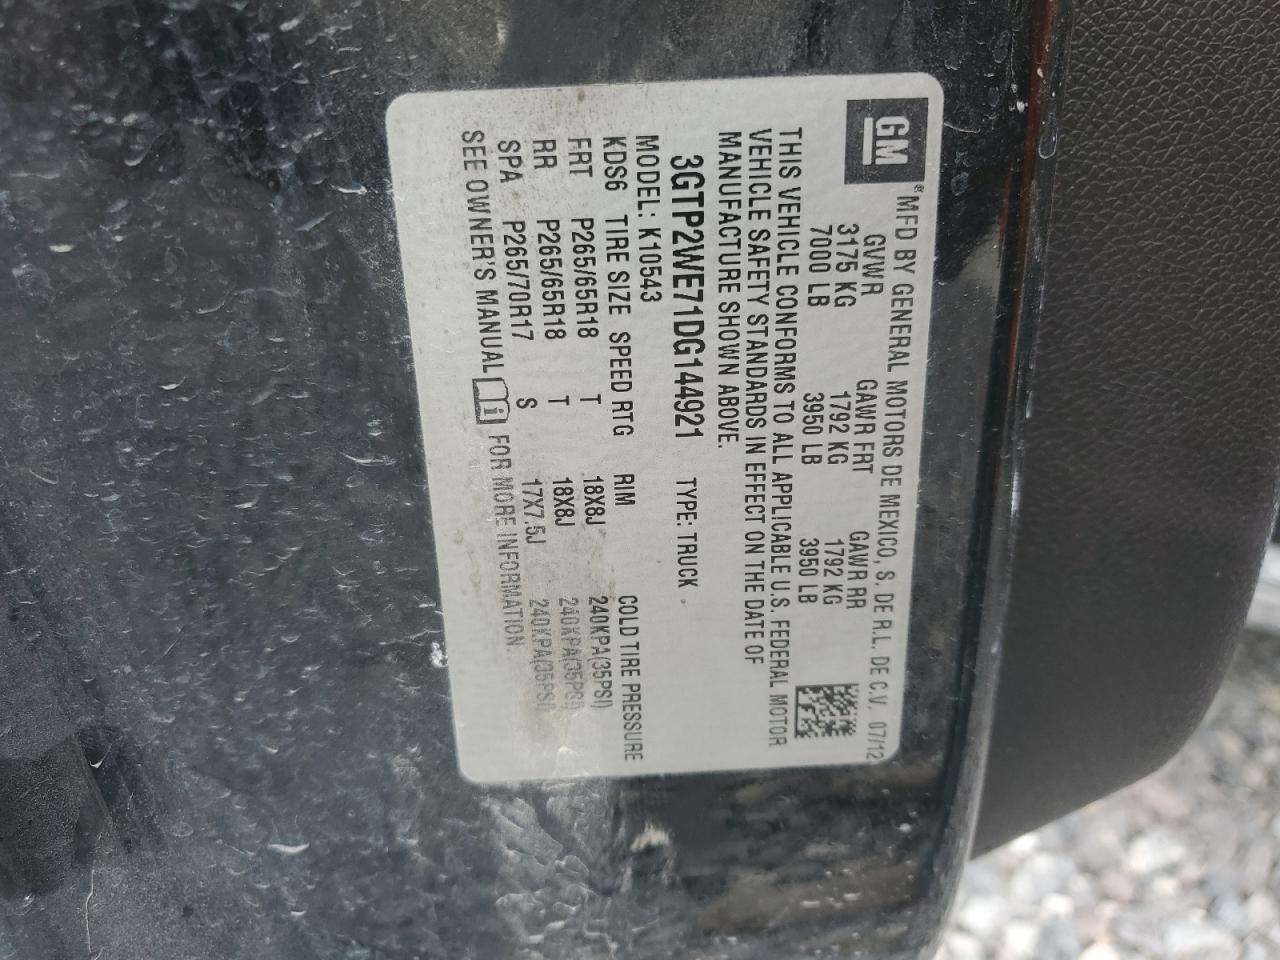 GM
® MFD BY GENERAL MOTORS DE MEXICO, S. DE R.L. DE C.V. 07/12
GVWR GAWR FRT GAWR RR
3175 KG 1792 KG 1792 KG
7000 LB 3950 LB 3950 LB
THIS VEHICLE CONFORMS TO ALL APPLICABLE U.S. FEDERAL MOTOR
VEHICLE SAFETY STANDARDS IN EFFECT ON THE DATE OF
MANUFACTURE SHOWN ABOVE.
3GTP2WE71DG144921 TYPE: TRUCK
MODEL: K10543
KDS6 TIRE SIZE SPEED RTG RIM COLD TIRE PRESSURE
FRT P265/65R18 T 18X8J 240KPA(35PSI)
RR P265/65R18 T 18X8J 240KPA(35PSI)
SPA P265/70R17 S 17X7.5J 240KPA(35PSI)
SEE OWNER'S MANUAL i FOR MORE INFORMATION.